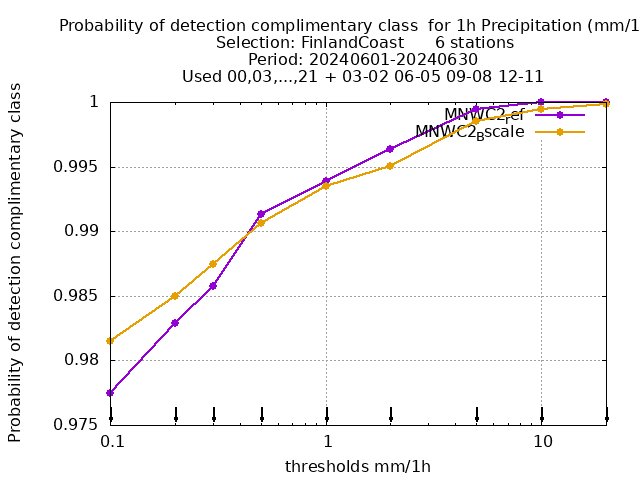 Probability of detection complimentary class for 1h Precipitation (mm/1
Selection: FinlandCoast 6 stations
Period: 20240601-20240630
Used 00,03,...,21 + 03-02 06-05 09-08 12-11
Probability of detection complimentary class
1
0.995
0.99
0.985
0.98
0.975
MNWC2ref
MNWC2Bscale
0.1
1
10
thresholds mm/1h